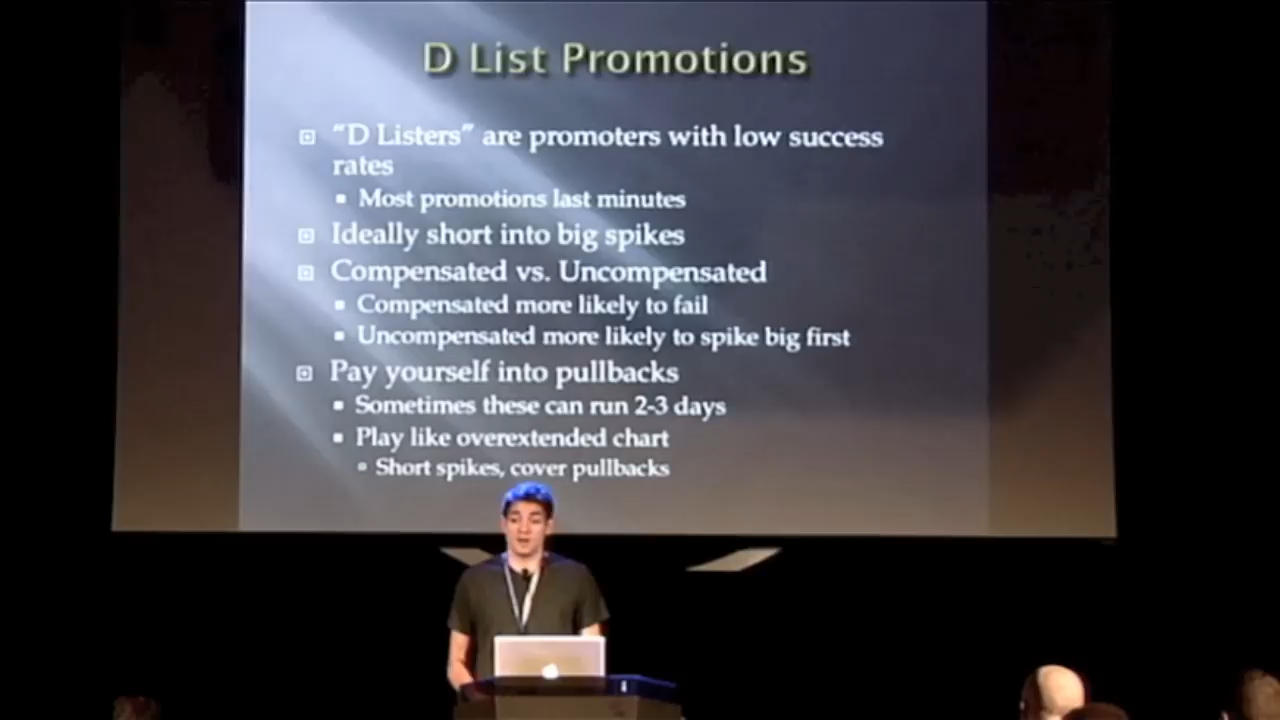 D List Promotions
“D Listers” are promoters with low success
rates
Most promotions last minutes
Ideally short into big spikes
Compensated vs. Uncompensated
Compensated more likely to fail
Uncompensated more likely to spike big first
Pay yourself into pullbacks
Sometimes these can run 2-3 days
Play like overextended chart
Short spikes, cover pullbacks